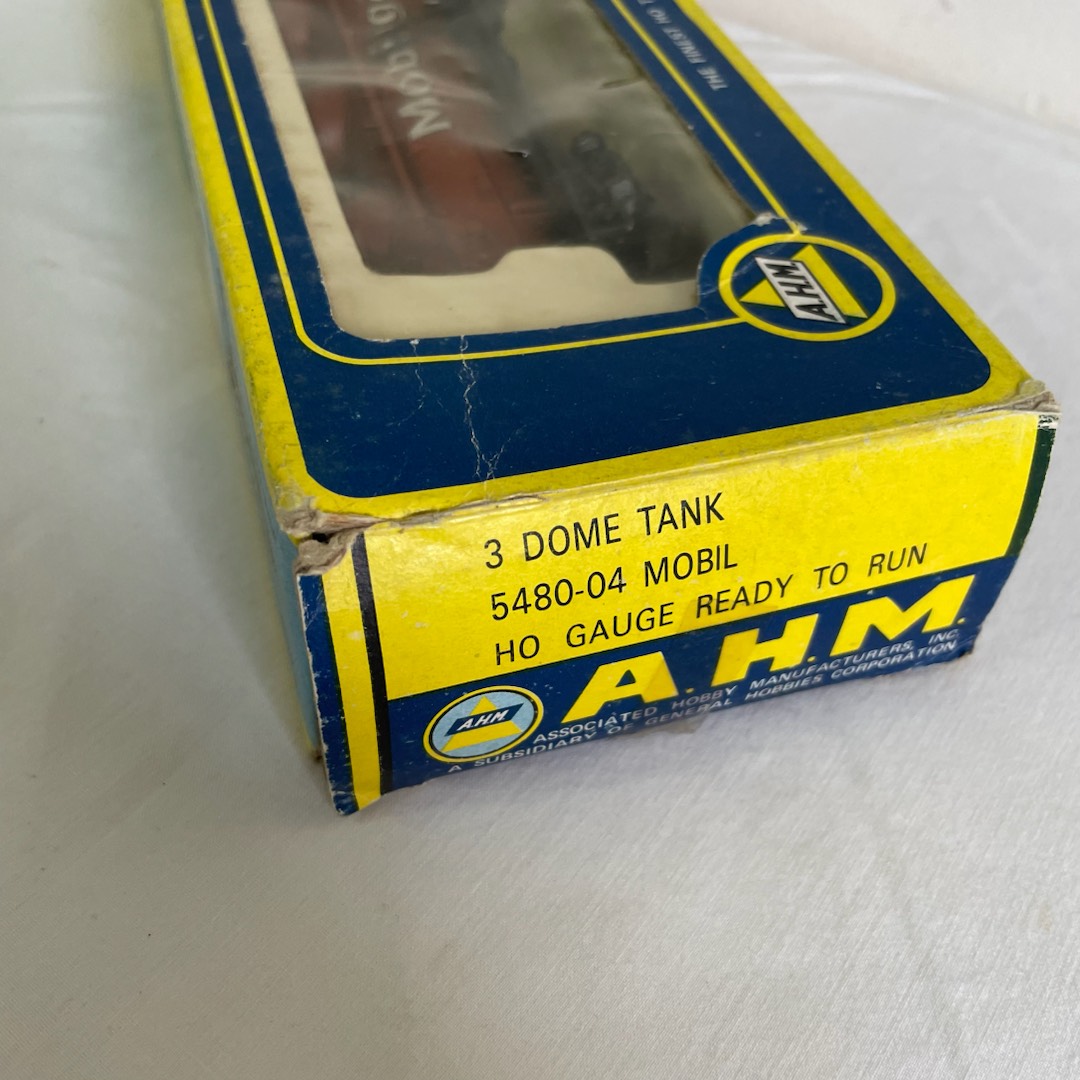 THE FINEST HO
A.H.M.
3 DOME TANK
5480-04 MOBIL
HO GAUGE READY TO RUN
A.H.M.
A.H.M.
ASSOCIATED HOBBY MANUFACTURERS, INC.
A SUBSIDIARY OF GENERAL HOBBIES CORPORATION